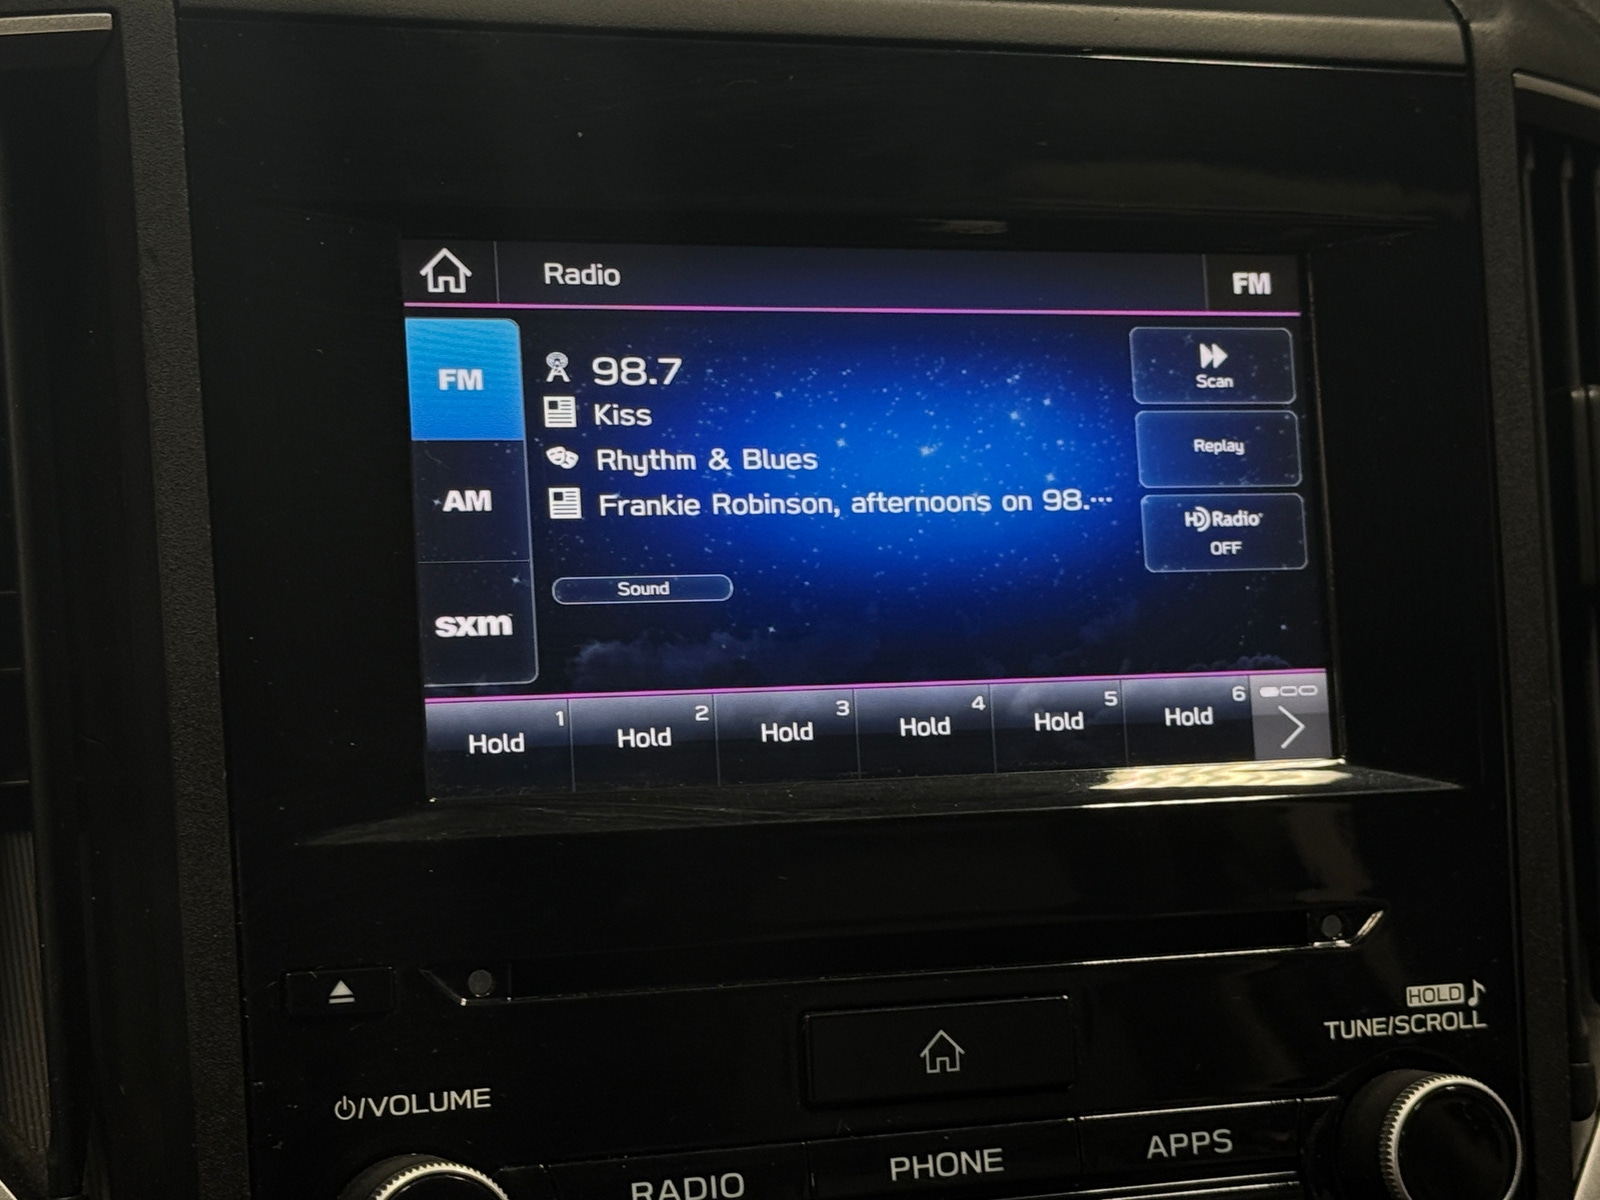 Radio
FM
FM
AM
sxm
98.7
Kiss
Rhythm & Blues
Frankie Robinson, afternoons on 98.…
Sound
Scan
Replay
HD Radio
OFF
1
Hold
2
Hold
3
Hold
4
Hold
5
Hold
6
Hold
HOLD
TUNE/SCROLL
/VOLUME
RADIO
PHONE
APPS